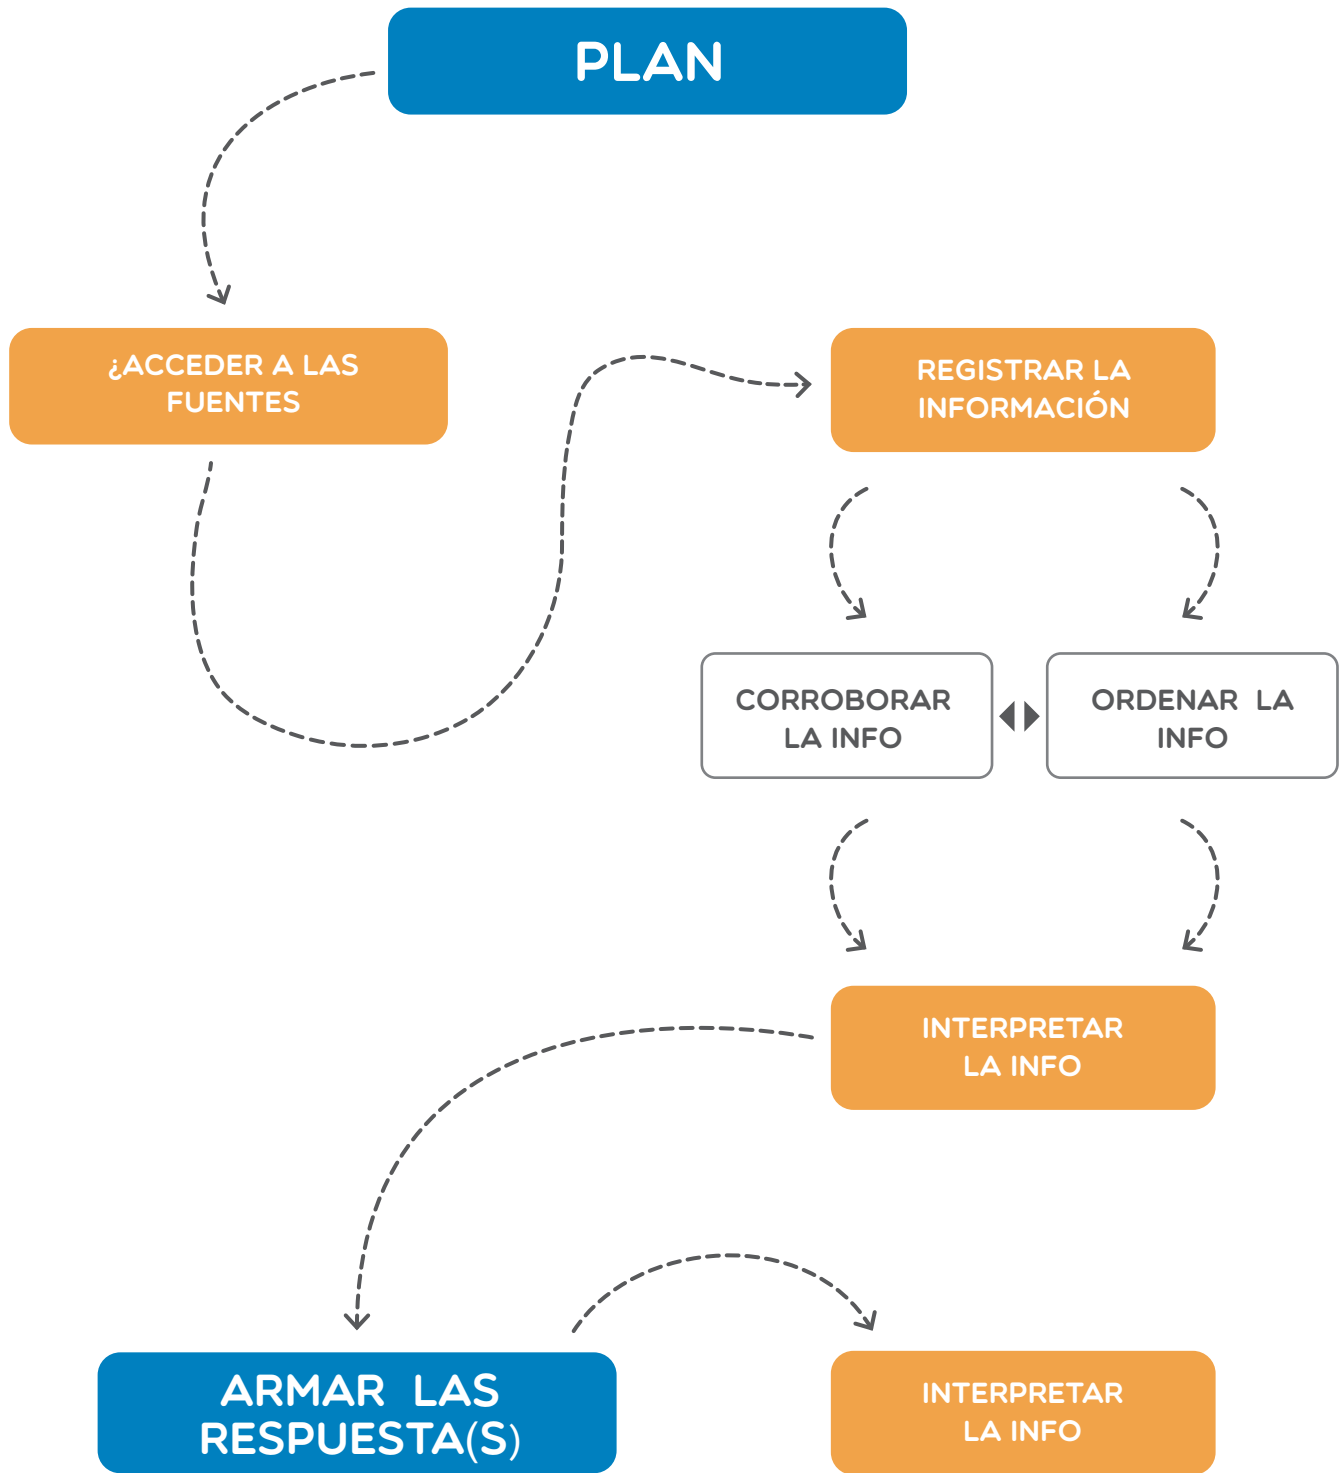 PLAN
¿ACCEDER A LAS
FUENTES
REGISTRAR LA
INFORMACIÓN
CORROBORAR
LA INFO
ORDENAR LA
INFO
INTERPRETAR
LA INFO
ARMAR LAS
RESPUESTA(S)
INTERPRETAR
LA INFO